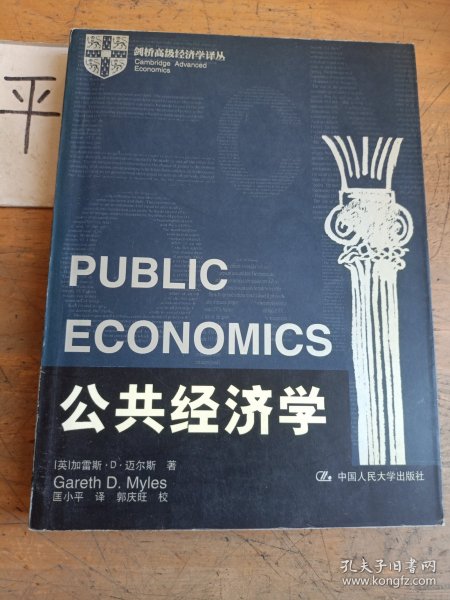 平
剑桥高级经济学译丛
Cambridge Advanced
Economics
PUBLIC
ECONOMICS
公共经济学
[英]加雷斯·D·迈尔斯 著
Gareth D. Myles
匡小平 译 郭庆旺 校
中国人民大学出版社
孔夫子旧书网
www.kongfz.com